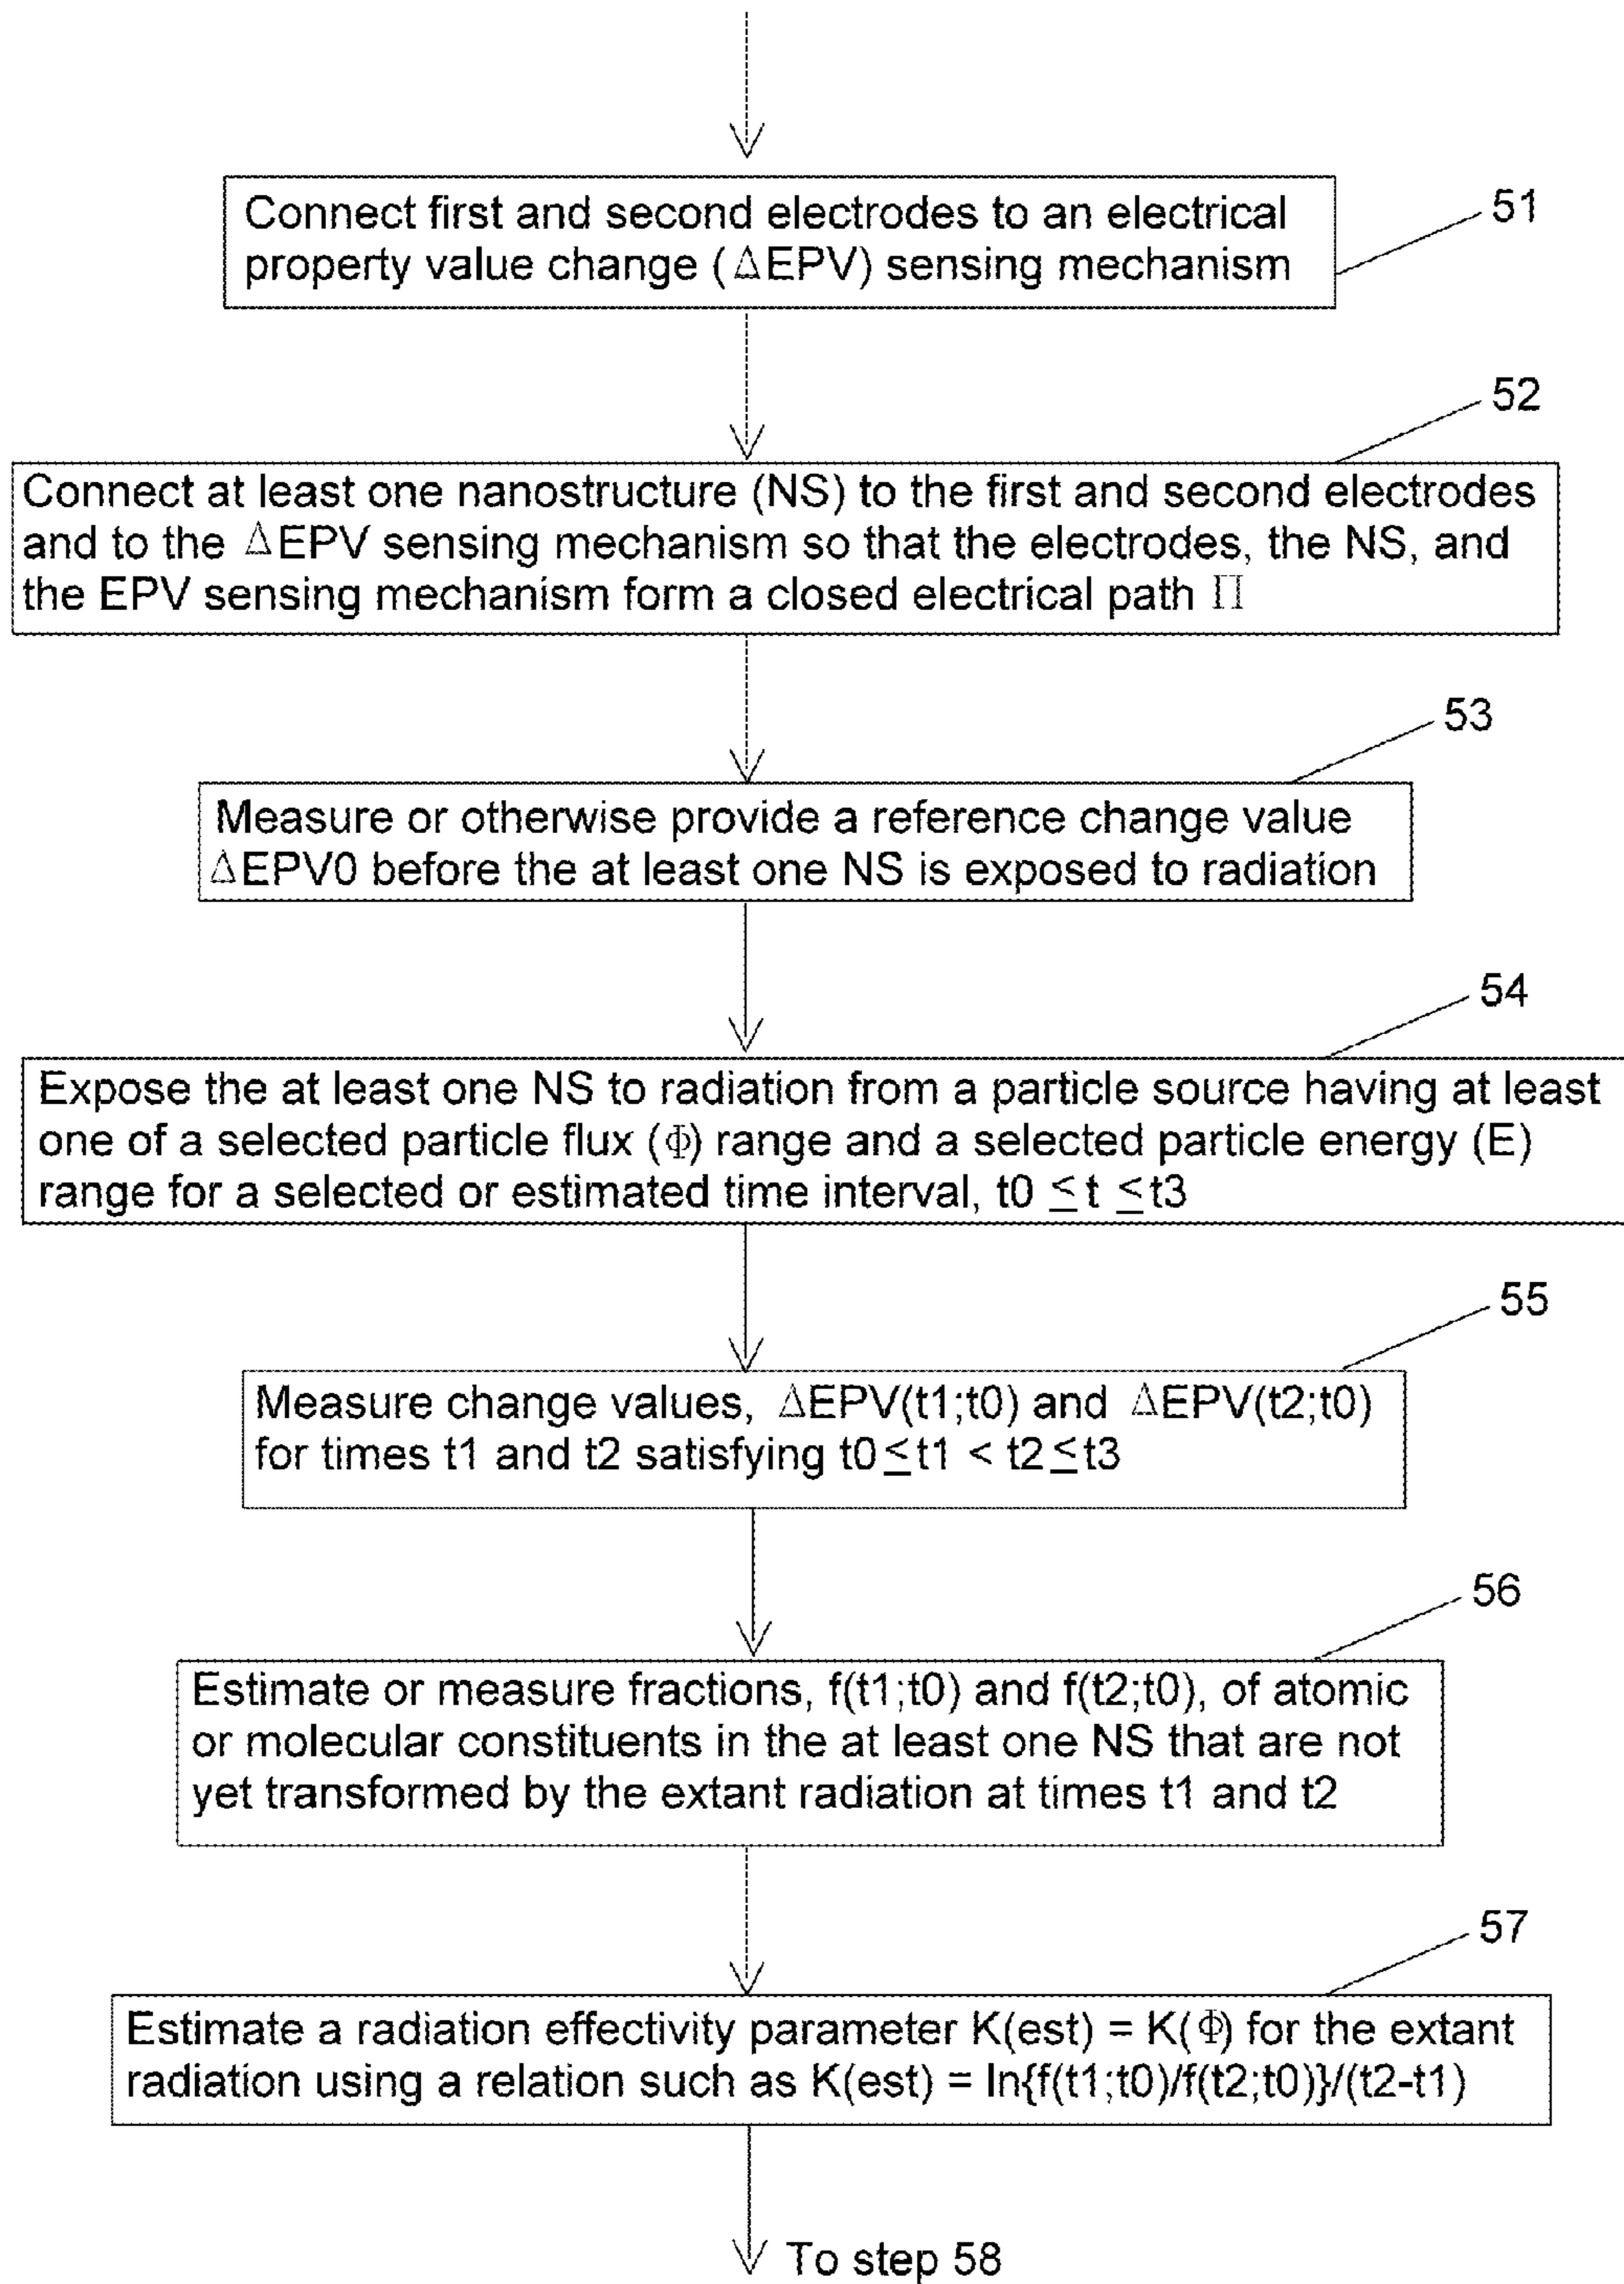 51
Connect first and second electrodes to an electrical
property value change (ΔEPV) sensing mechanism
52
Connect at least one nanostructure (NS) to the first and second electrodes
and to the ΔEPV sensing mechanism so that the electrodes, the NS, and
the EPV sensing mechanism form a closed electrical path Π
53
Measure or otherwise provide a reference change value
ΔEPV0 before the at least one NS is exposed to radiation
54
Expose the at least one NS to radiation from a particle source having at least
one of a selected particle flux (Φ) range and a selected particle energy (E)
range for a selected or estimated time interval, t0 ≤ t ≤ t3
55
Measure change values, ΔEPV(t1;t0) and ΔEPV(t2;t0)
for times t1 and t2 satisfying t0 ≤ t1 < t2 ≤ t3
56
Estimate or measure fractions, f(t1;t0) and f(t2;t0), of atomic
or molecular constituents in the at least one NS that are not
yet transformed by the extant radiation at times t1 and t2
57
Estimate a radiation effectivity parameter K(est) = K(Φ) for the extant
radiation using a relation such as K(est) = ln{f(t1;t0)/f(t2;t0)}/(t2-t1)
To step 58